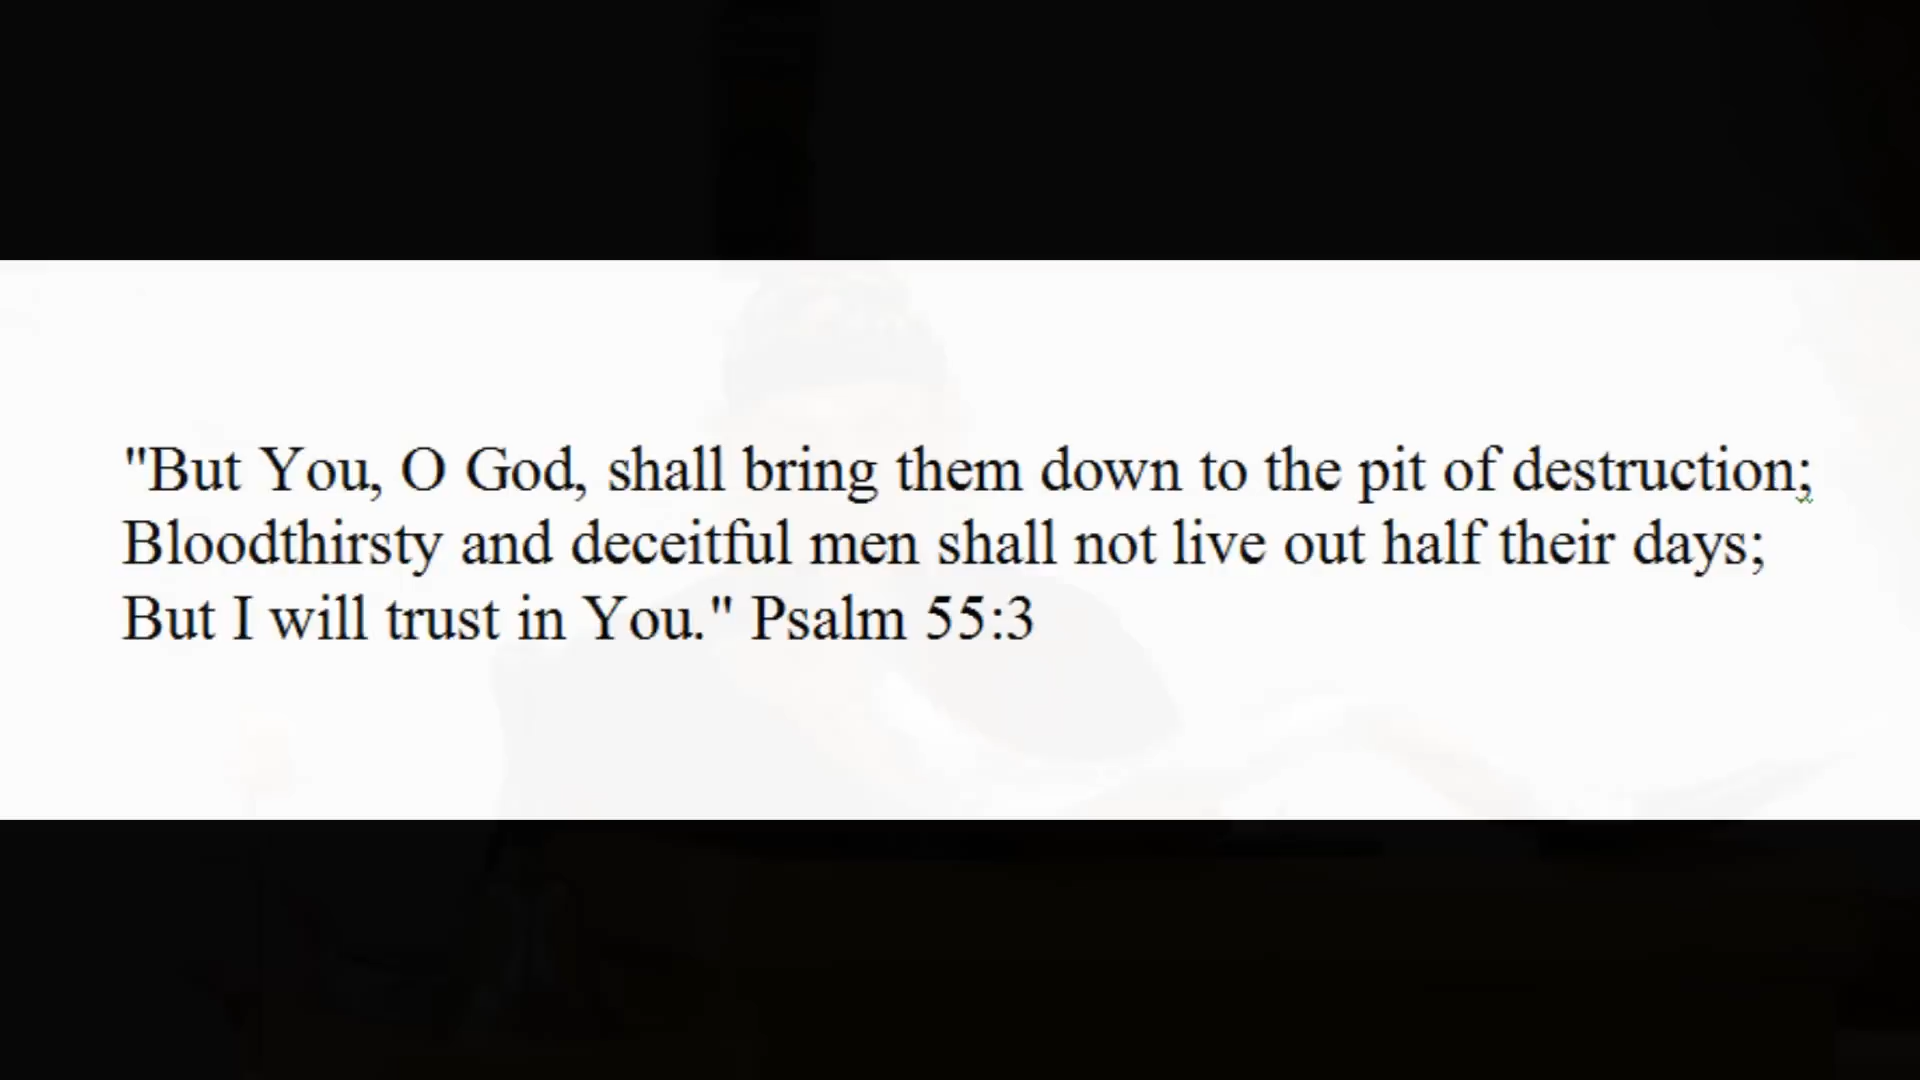 "But You, O God, shall bring them down to the pit of destruction;
Bloodthirsty and deceitful men shall not live out half their days;
But I will trust in You." Psalm 55:3